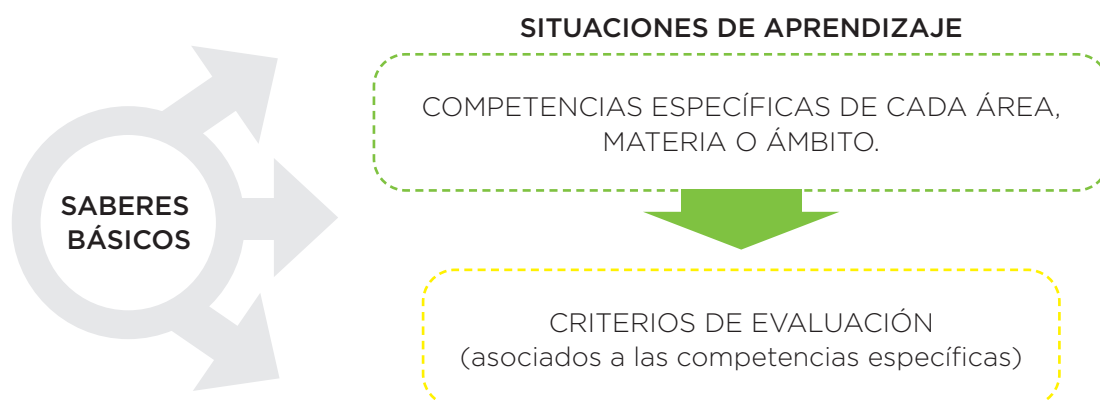 SITUACIONES DE APRENDIZAJE
COMPETENCIAS ESPECÍFICAS DE CADA ÁREA,
MATERIA O ÁMBITO.
SABERES
BÁSICOS
CRITERIOS DE EVALUACIÓN
(asociados a las competencias específicas)